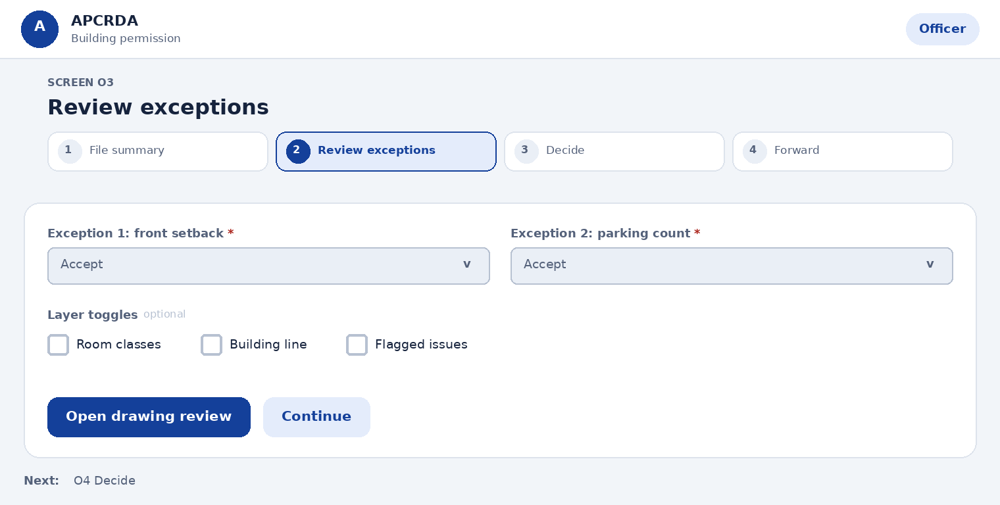 A
APCRDA
Building permission
Officer
SCREEN O3
Review exceptions
1 File summary
2 Review exceptions
3 Decide
4 Forward
Exception 1: front setback *
Exception 2: parking count *
Accept v
Accept v
Layer toggles optional
Room classes
Building line
Flagged issues
Open drawing review
Continue
Next: O4 Decide